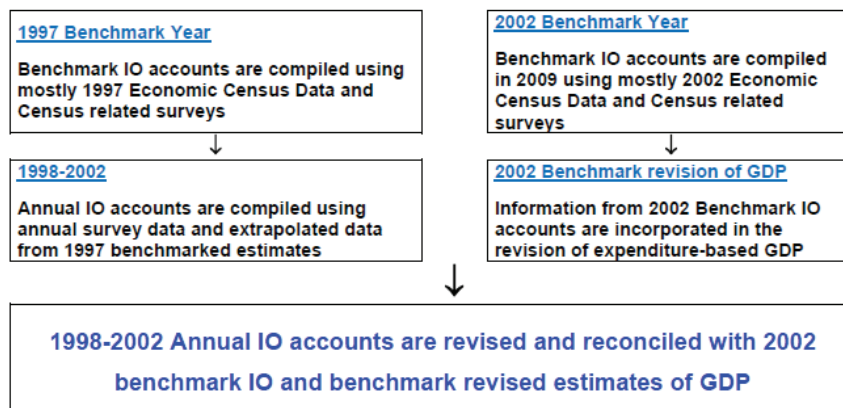 1997 Benchmark Year
Benchmark IO accounts are compiled using
mostly 1997 Economic Census Data and
Census related surveys
↓
1998-2002
Annual IO accounts are compiled using
annual survey data and extrapolated data
from 1997 benchmarked estimates
2002 Benchmark Year
Benchmark IO accounts are compiled
in 2009 using mostly 2002 Economic
Census Data and Census related
surveys
↓
2002 Benchmark revision of GDP
Information from 2002 Benchmark IO
accounts are incorporated in the
revision of expenditure-based GDP
↓
1998-2002 Annual IO accounts are revised and reconciled with 2002
benchmark IO and benchmark revised estimates of GDP